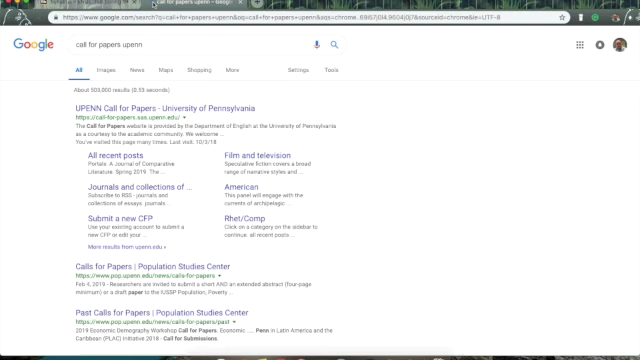 call for papers upenn - Googl
https://www.google.com/search?q=call+for+papers+upenn&oq=call+for+papers+upenn&aqs=chrome..69i57j0l4.9604j0j7&sourceid=chrome&ie=UTF-8
Google
call for papers upenn
All Images News Maps Shopping More Settings Tools
About 503,000 results (0.53 seconds)
UPENN Call for Papers - University of Pennsylvania
https://call-for-papers.sas.upenn.edu/
The Call for Papers website is provided by the Department of English at the University of Pennsylvania
as a courtesy to the academic community. We welcome ...
You've visited this page many times. Last visit: 10/3/18
All recent posts
Portals: A Journal of Comparative
Literature. Spring 2019. The ...
Film and television
Speculative fiction covers a broad
range of narrative styles and ...
Journals and collections of ...
Subscribe to RSS - journals and
collections of essays. journals ...
American
This panel will engage with the
currents of archipelagic ...
Submit a new CFP
Use your existing account to submit a
new CFP or edit your ...
Rhet/Comp
Click on a category on the sidebar to
continue. all recent posts ...
More results from upenn.edu »
Calls for Papers | Population Studies Center
https://www.pop.upenn.edu/news/calls-for-papers
Feb 4, 2019 - Researchers are invited to submit a short AND an extended abstract (four-page
minimum) or a draft paper to the IUSSP Population, Poverty ...
Past Calls for Papers | Population Studies Center
https://www.pop.upenn.edu/news/calls-for-papers/past
2019 Economic Demography Workshop Call for Papers. Economic .... Penn in Latin America and the
Caribbean (PLAC) Initiative 2018 - Call for Submissions